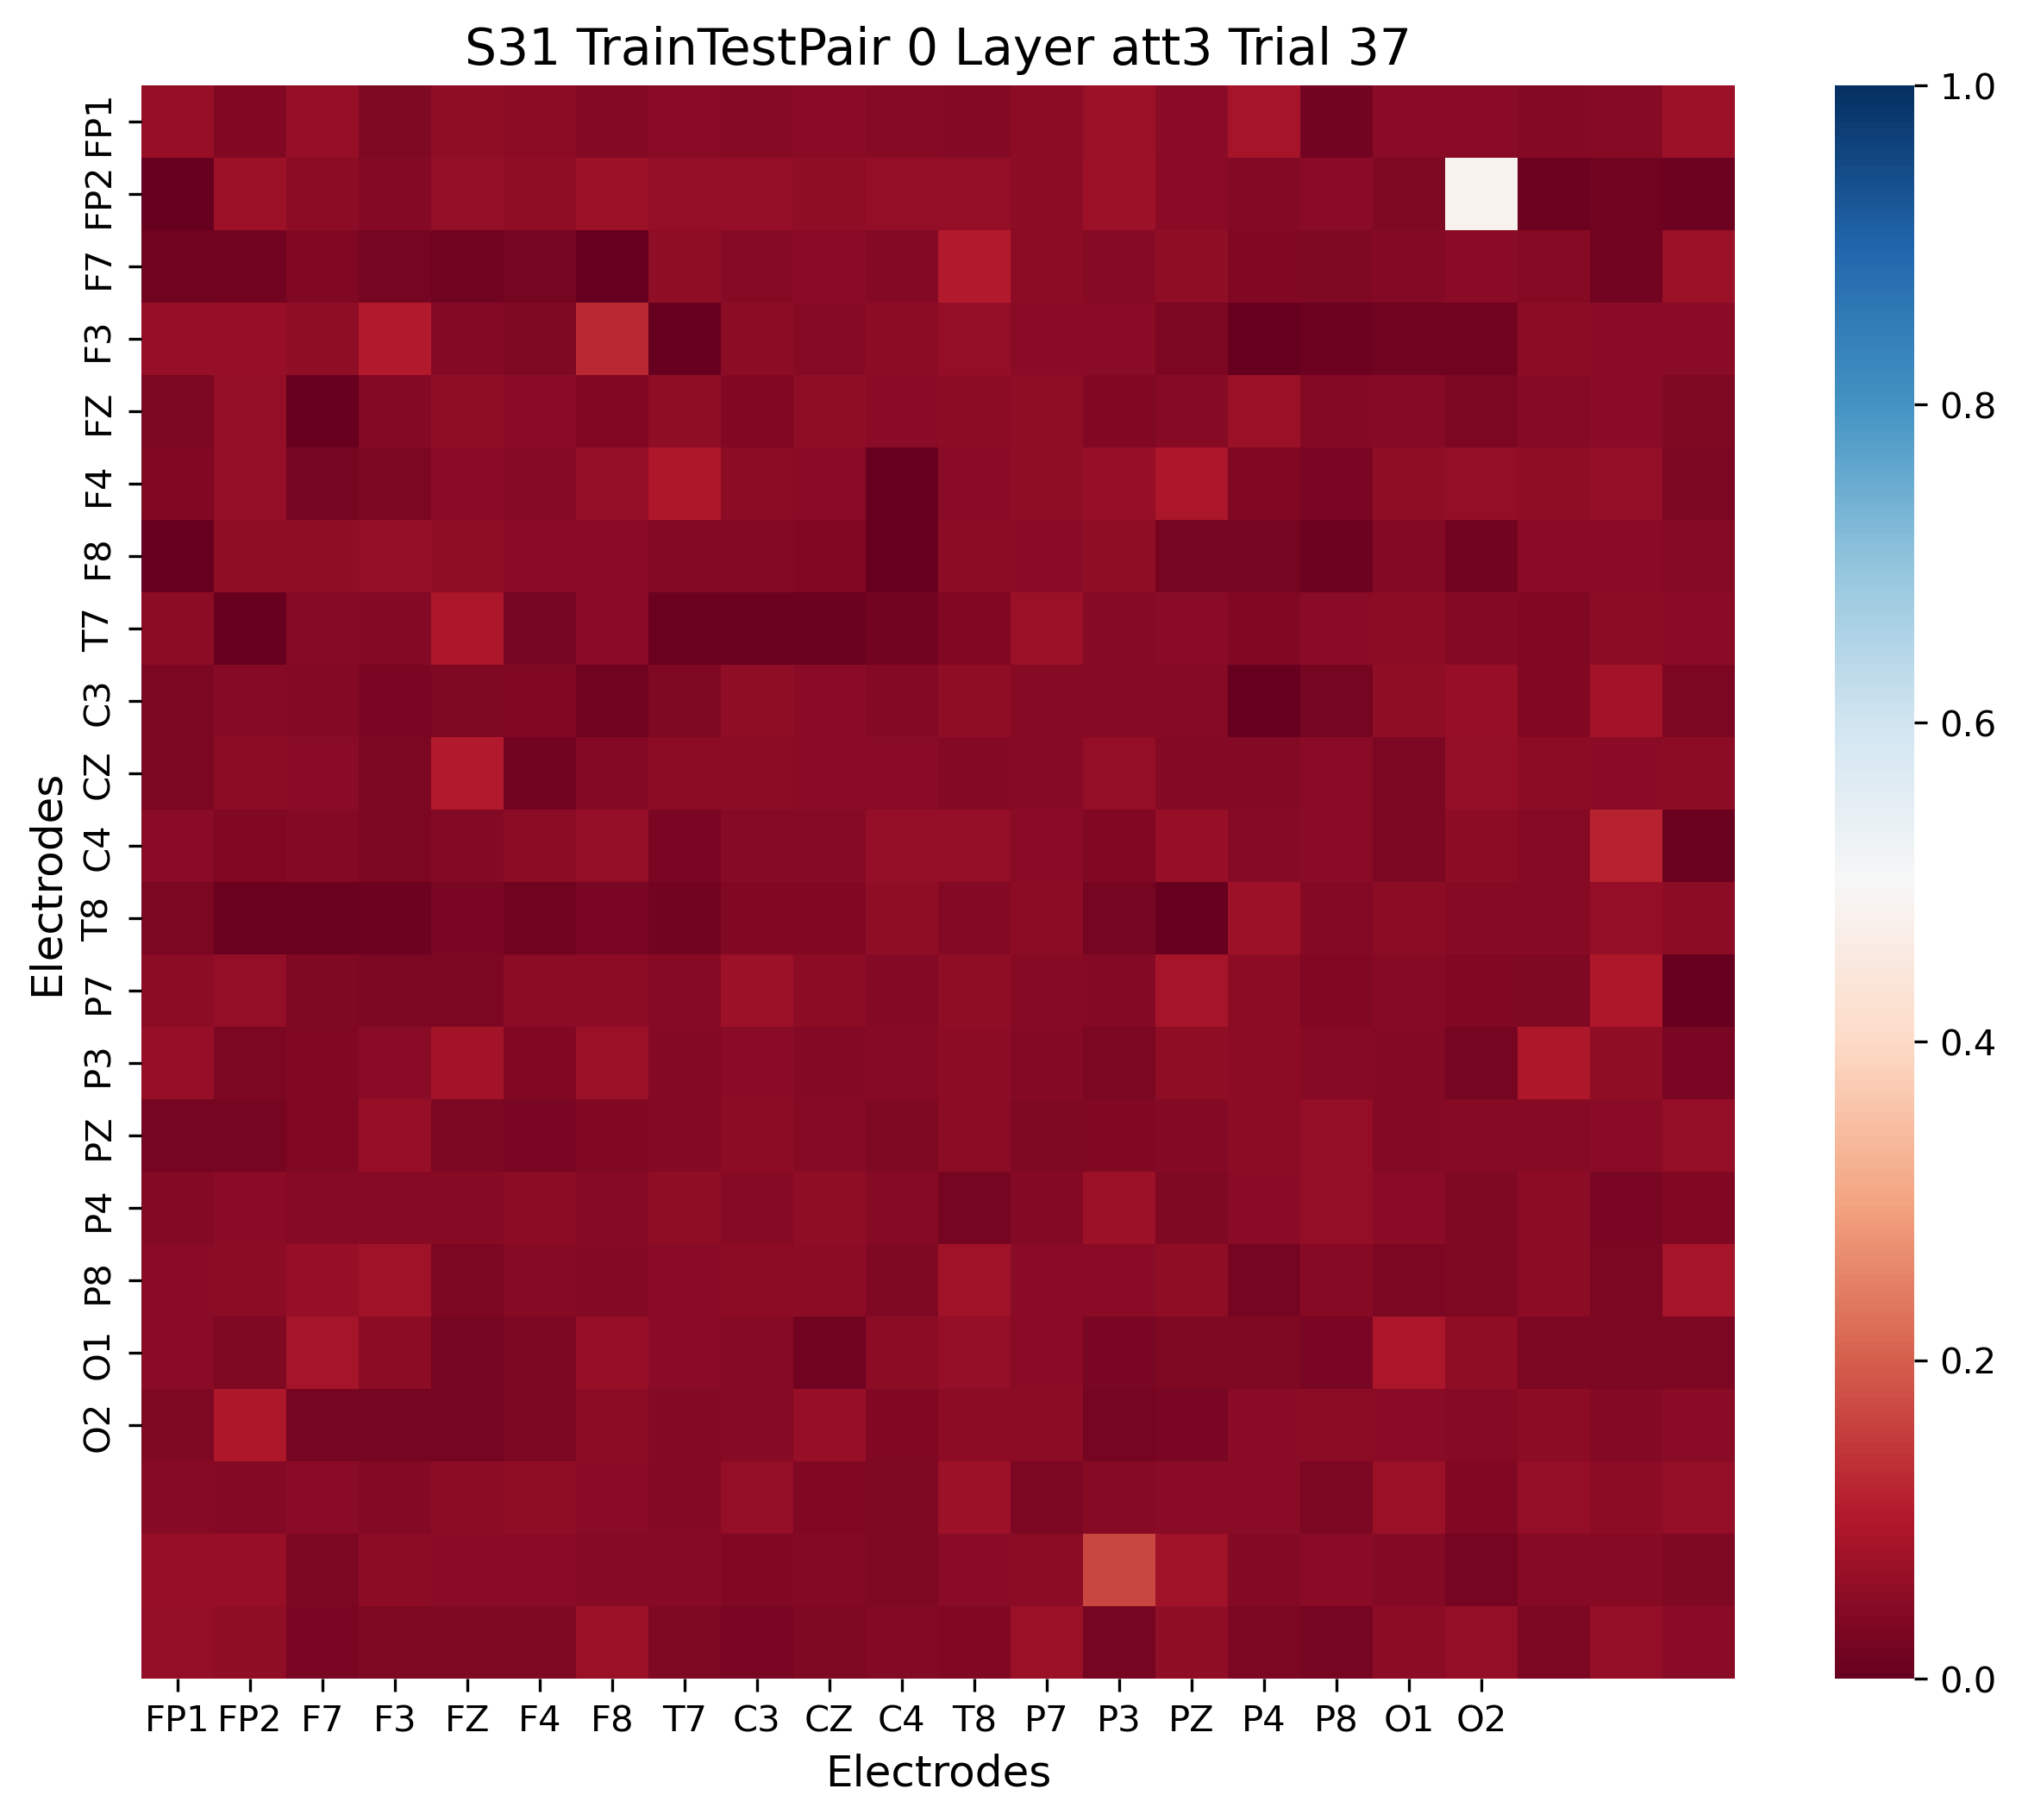 S31 TrainTestPair 0 Layer att3 Trial 37
Electrodes
FP1
FP2
F7
F3
FZ
F4
F8
T7
C3
CZ
C4
T8
P7
P3
PZ
P4
P8
O1
O2
FP1 FP2 F7 F3 FZ F4 F8 T7 C3 CZ C4 T8 P7 P3 PZ P4 P8 O1 O2
Electrodes
1.0
0.8
0.6
0.4
0.2
0.0